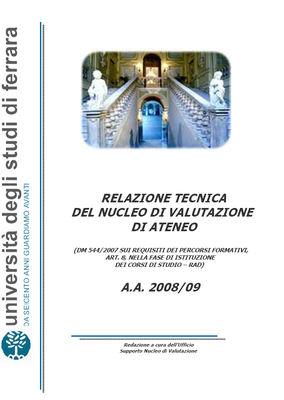 università degli studi di ferrara
DA SEICENTO ANNI GUARDIAMO AVANTI
RELAZIONE TECNICA
DEL NUCLEO DI VALUTAZIONE
DI ATENEO
(DM 544/2007 SUI REQUISITI DEI PERCORSI FORMATIVI,
ART. 8, NELLA FASE DI ISTITUZIONE
DEI CORSI DI STUDIO – RAD)
A.A. 2008/09
Redazione a cura dell'Ufficio
Supporto Nucleo di Valutazione